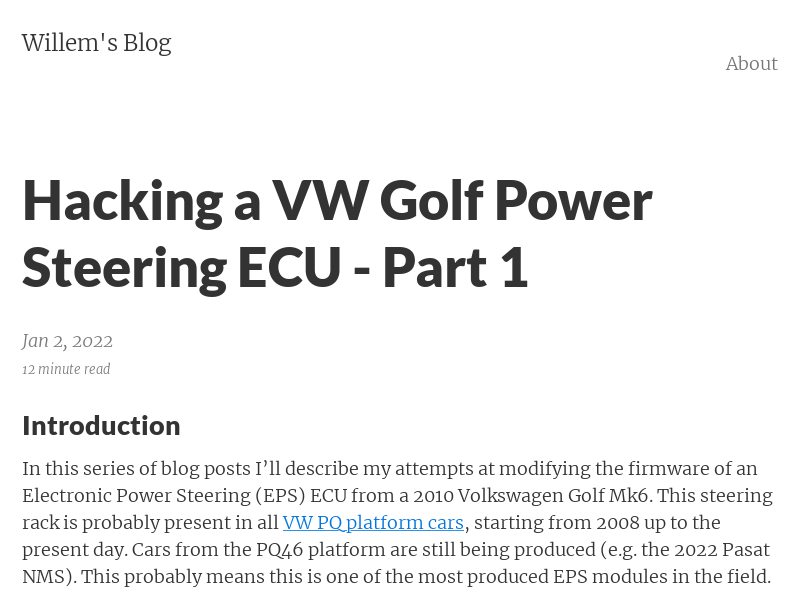 Willem's Blog
About
Hacking a VW Golf Power
Steering ECU - Part 1
Jan 2, 2022
12 minute read
Introduction
In this series of blog posts I’ll describe my attempts at modifying the firmware of an
Electronic Power Steering (EPS) ECU from a 2010 Volkswagen Golf Mk6. This steering
rack is probably present in all VW PQ platform cars, starting from 2008 up to the
present day. Cars from the PQ46 platform are still being produced (e.g. the 2022 Pasat
NMS). This probably means this is one of the most produced EPS modules in the field.